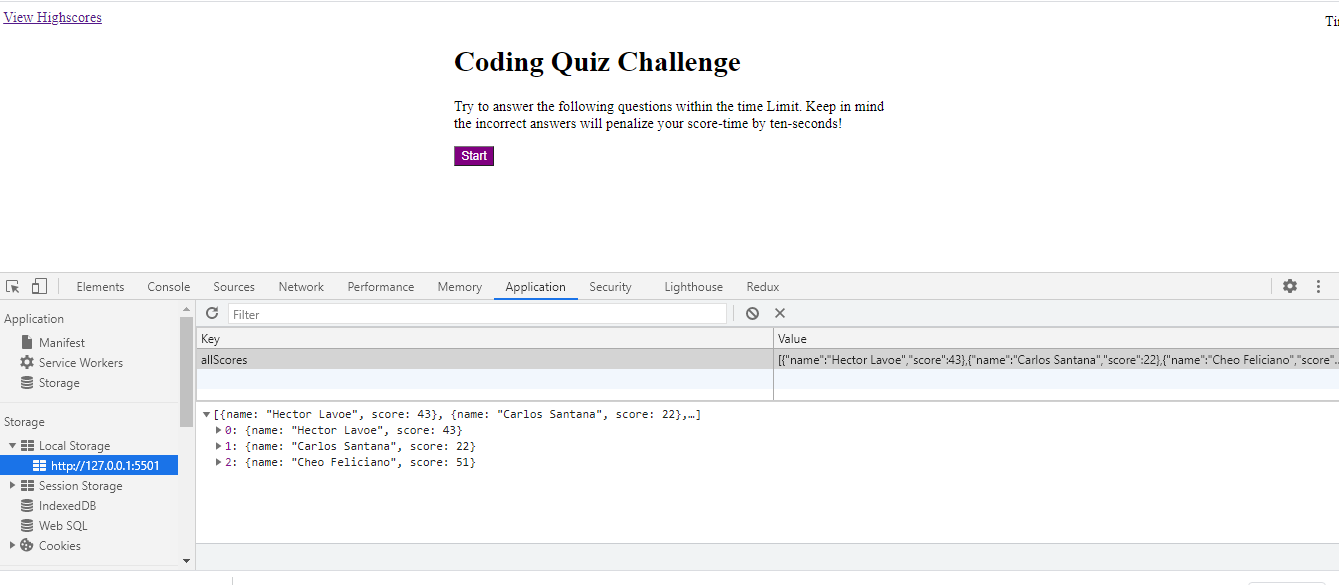 View Highscores
Ti
Coding Quiz Challenge
Try to answer the following questions within the time Limit. Keep in mind
the incorrect answers will penalize your score-time by ten-seconds!
Start
Elements Console Sources Network Performance Memory Application Security Lighthouse Redux
Application
Manifest
Service Workers
Storage
Storage
Local Storage
http://127.0.0.1:5501
Session Storage
IndexedDB
Web SQL
Cookies
Filter
Key Value
allScores [{"name":"Hector Lavoe","score":43},{"name":"Carlos Santana","score":22},{"name":"Cheo Feliciano","score"...
[{name: "Hector Lavoe", score: 43}, {name: "Carlos Santana", score: 22},…]
0: {name: "Hector Lavoe", score: 43}
1: {name: "Carlos Santana", score: 22}
2: {name: "Cheo Feliciano", score: 51}